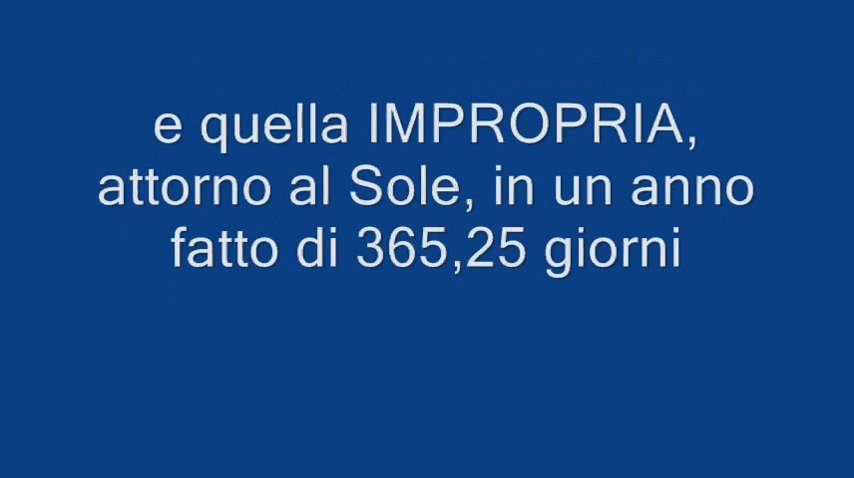 e quella IMPROPRIA,
attorno al Sole, in un anno
fatto di 365,25 giorni